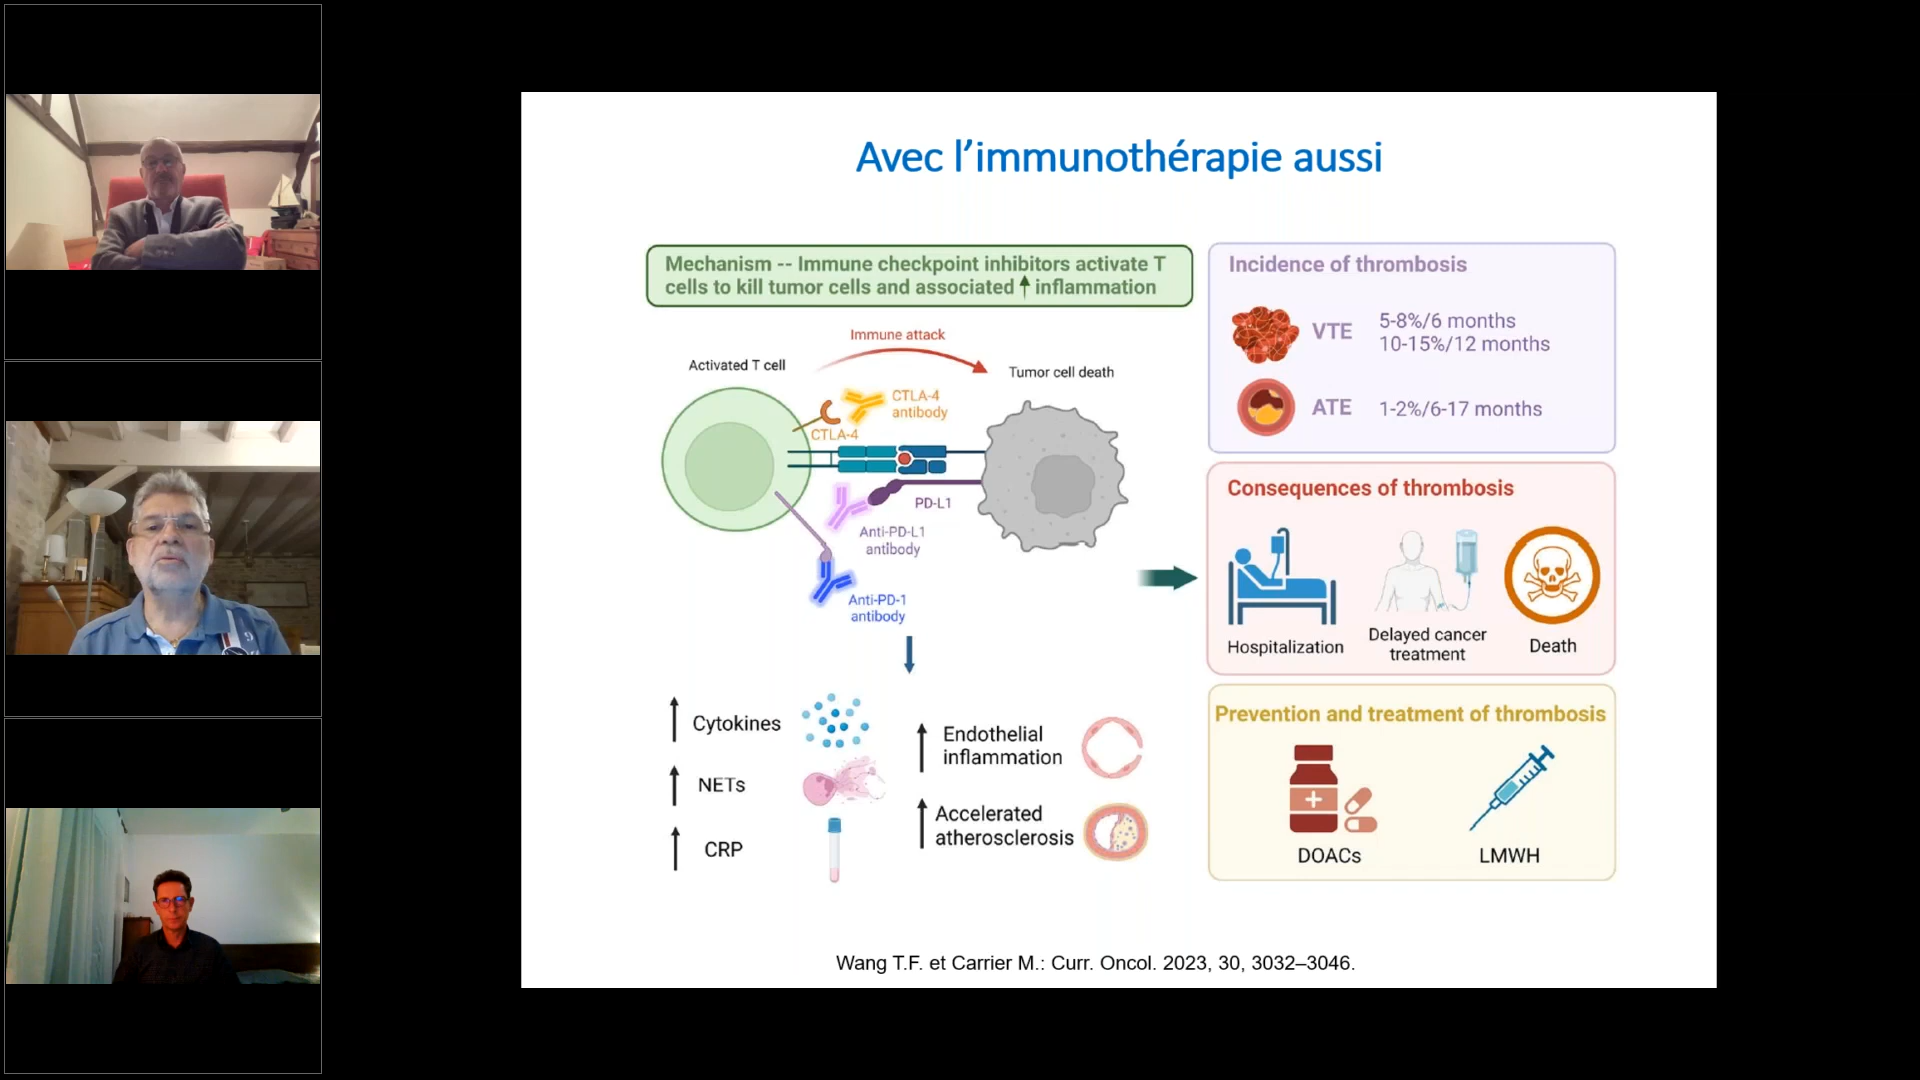 Avec l'immunothérapie aussi
Mechanism -- Immune checkpoint inhibitors activate T
cells to kill tumor cells and associated ↑ inflammation
Immune attack
Activated T cell
Tumor cell death
CTLA-4
antibody
CTLA-4
PD-L1
Anti-PD-L1
antibody
Anti-PD-1
antibody
Cytokines
NETs
CRP
Endothelial
inflammation
Accelerated
atherosclerosis
Incidence of thrombosis
VTE
5-8%/6 months
10-15%/12 months
ATE
1-2%/6-17 months
Consequences of thrombosis
Hospitalization
Delayed cancer
treatment
Death
Prevention and treatment of thrombosis
DOACs
LMWH
Wang T.F. et Carrier M.: Curr. Oncol. 2023, 30, 3032–3046.
9